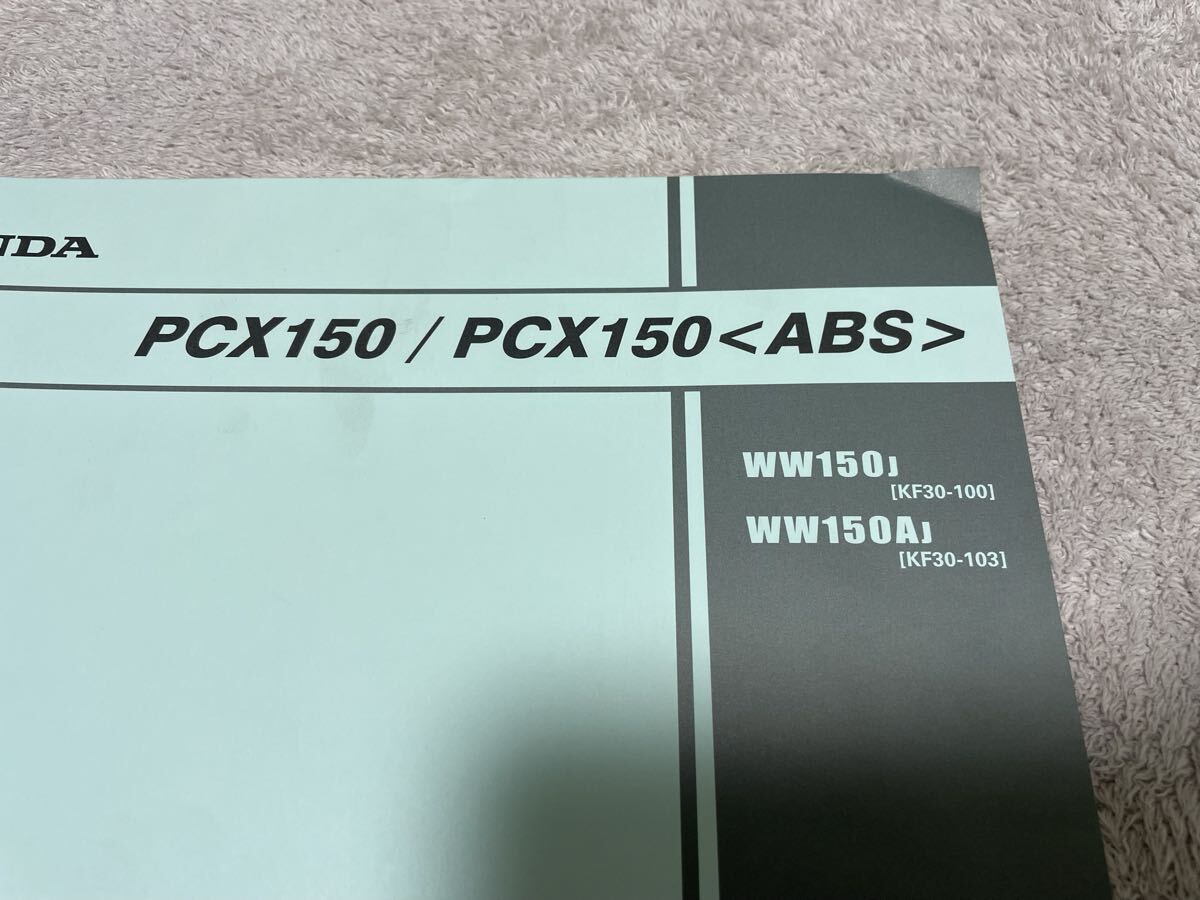 NDA
PCX150 / PCX150<ABS>
WW150J
[KF30-100]
WW150AJ
[KF30-103]